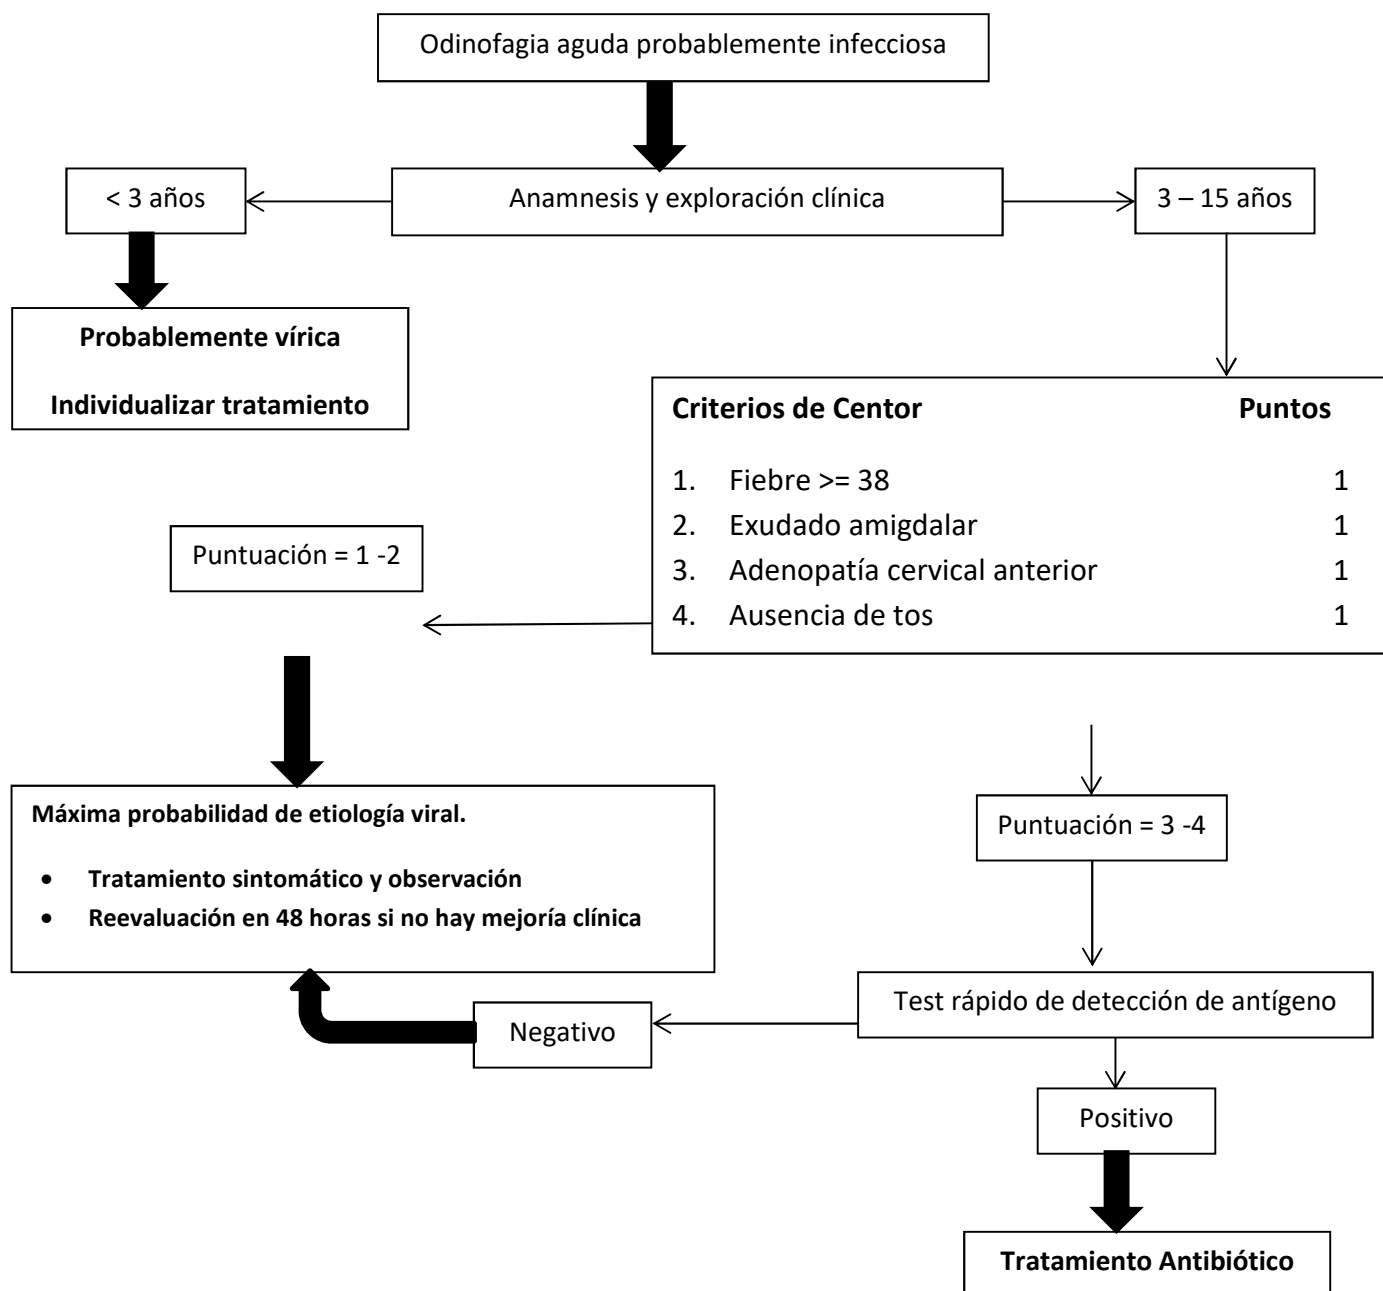 Odinofagia aguda probablemente infecciosa
< 3 años
Anamnesis y exploración clínica
3 – 15 años
Probablemente vírica
Individualizar tratamiento
Criterios de Centor Puntos
1. Fiebre >= 38 1
2. Exudado amigdalar 1
3. Adenopatía cervical anterior 1
4. Ausencia de tos 1
Puntuación = 1 -2
Máxima probabilidad de etiología viral.
• Tratamiento sintomático y observación
• Reevaluación en 48 horas si no hay mejoría clínica
Puntuación = 3 -4
Test rápido de detección de antígeno
Negativo
Positivo
Tratamiento Antibiótico